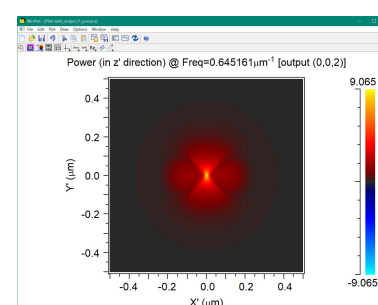 WinPlot - [Plot: tests_output_fr_power.s]
File Edit Plot Draw Options Window Help
Power (in z' direction) @ Freq=0.645161μm⁻¹ [output (0,0,2)]
9.065
0.4
0.2
0.0
-0.2
-0.4
Y' (μm)
-9.065
-0.4 -0.2 0.0 0.2 0.4
X' (μm)